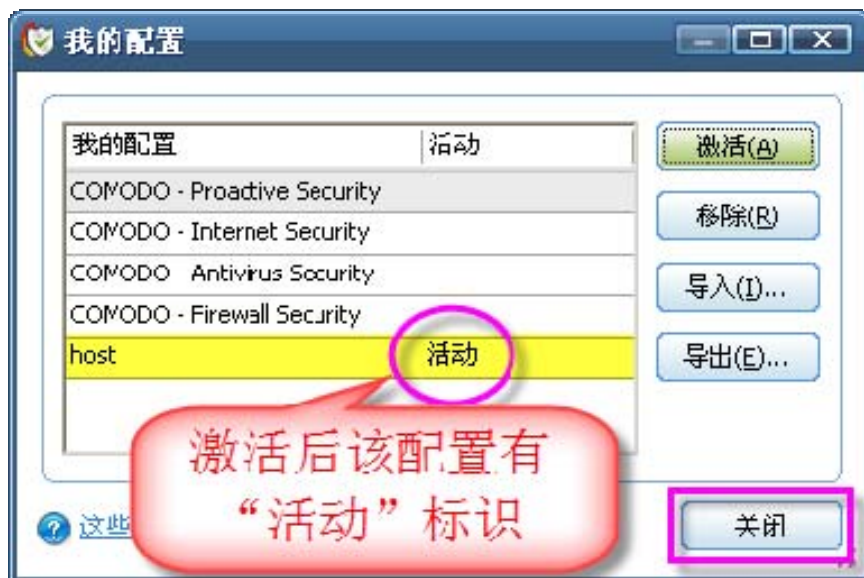 我的配置
我的配置 活动
COMODO - Proactive Security
COMODO - Internet Security
COMODO - Antivirus Security
COMODO - Firewall Security
host 活动
激活(A)
移除(R)
导入(I)...
导出(E)...
激活后该配置有
“活动”标识
这些
关闭